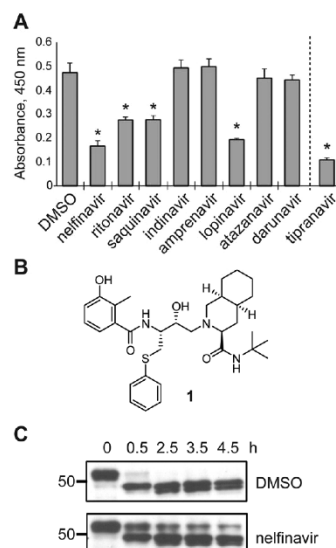 A
Absorbance, 450 nm
0.6
0.5
0.4
0.3
0.2
0.1
0
*
*
*
*
*
DMSO
nelfinavir
ritonavir
saquinavir
indinavir
amprenavir
lopinavir
atazanavir
darunavir
tipranavir
B
HO
H
N
OH
H
N
O
S
H
O
N
H
1
C
0 0.5 2.5 3.5 4.5 h
50
DMSO
50
nelfinavir